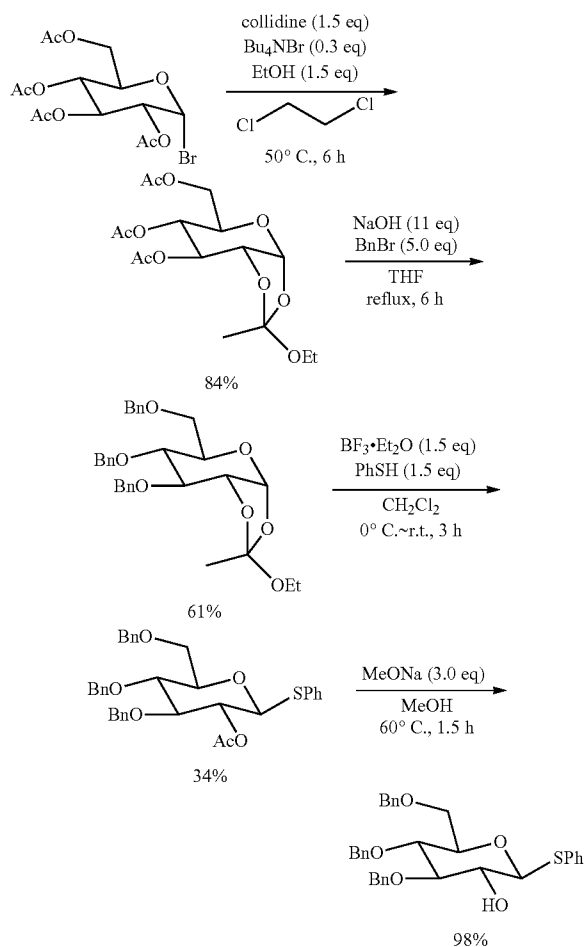 collidine (1.5 eq)
Bu4NBr (0.3 eq)
EtOH (1.5 eq)
Cl
Cl
50° C., 6 h
AcO
AcO
AcO
AcO
O
Br
NaOH (11 eq)
BnBr (5.0 eq)
THF
reflux, 6 h
AcO
AcO
AcO
O
O
O
OEt
84%
BF3•Et2O (1.5 eq)
PhSH (1.5 eq)
CH2Cl2
0° C.~r.t., 3 h
BnO
BnO
BnO
O
O
O
OEt
61%
MeONa (3.0 eq)
MeOH
60° C., 1.5 h
BnO
BnO
BnO
O
SPh
AcO
34%
BnO
BnO
BnO
O
SPh
HO
98%